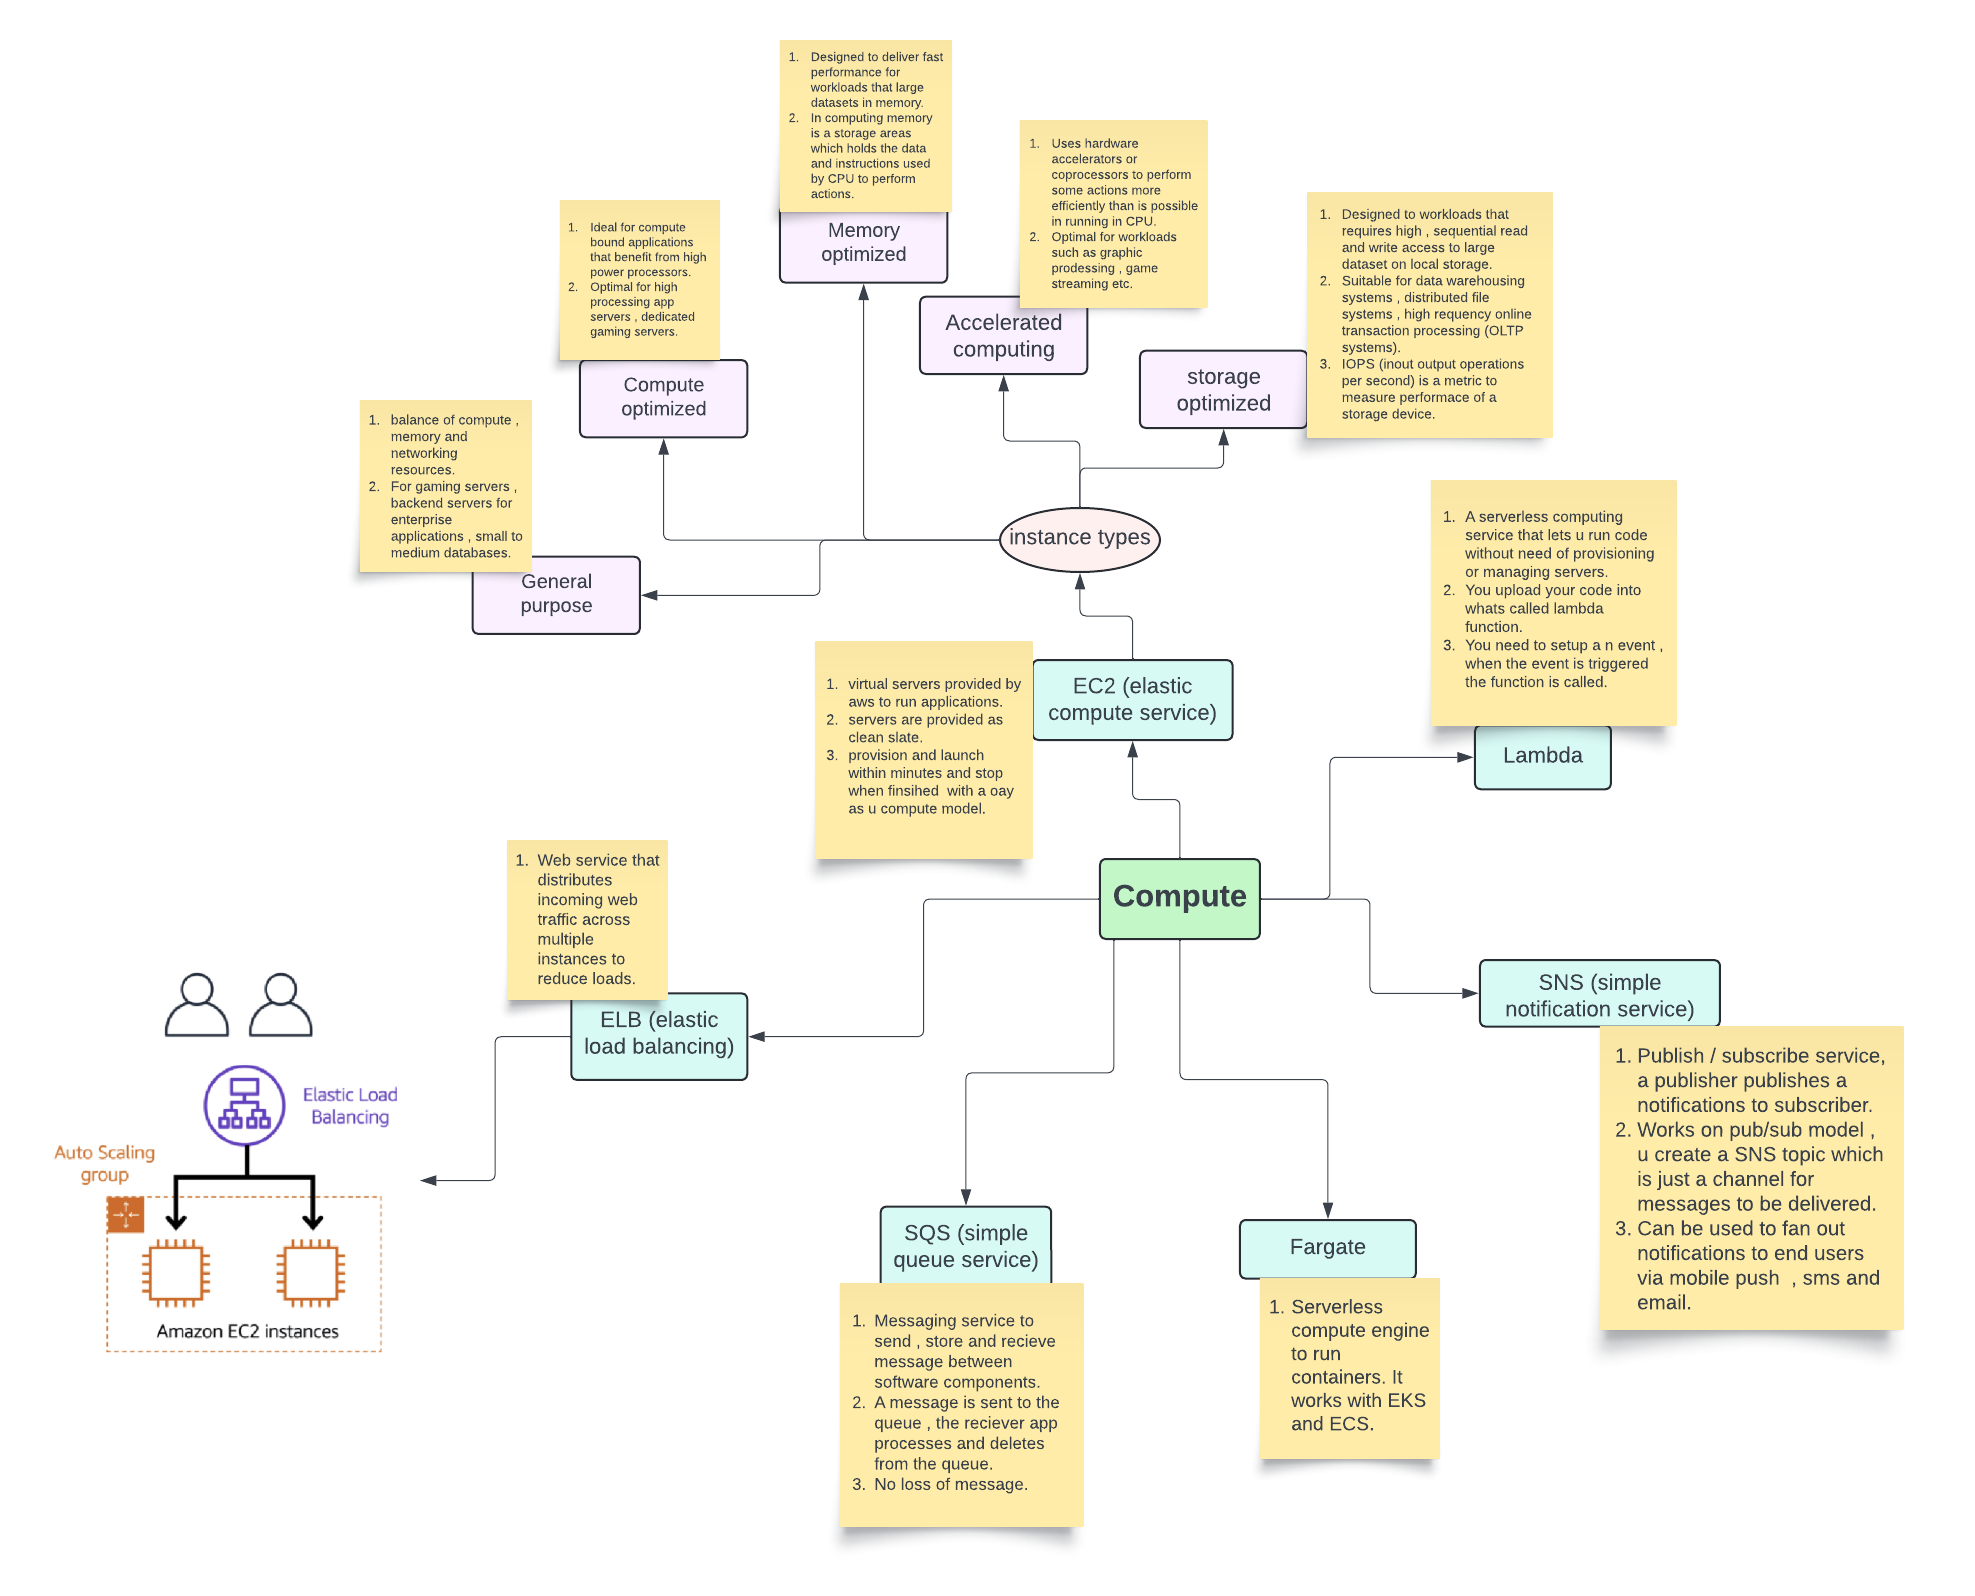 1. Designed to deliver fast
performance for
workloads that large
datasets in memory.
2. In computing memory
is a storage areas
which holds the data
and instructions used
by CPU to perform
actions.
Memory
optimized
1. Uses hardware
accelerators or
coprocessors to perform
some actions more
efficiently than is possible
in running in CPU.
2. Optimal for workloads
such as graphic
prodessing , game
streaming etc.
Accelerated
computing
1. Designed to workloads that
requires high , sequential read
and write access to large
dataset on local storage.
2. Suitable for data warehousing
systems , distributed file
systems , high requency online
transaction processing (OLTP
systems).
3. IOPS (inout output operations
per second) is a metric to
measure performace of a
storage device.
storage
optimized
1. Ideal for compute
bound applications
that benefit from high
power processors.
2. Optimal for high
processing app
servers , dedicated
gaming servers.
Compute
optimized
1. balance of compute ,
memory and
networking
resources.
2. For gaming servers ,
backend servers for
enterprise
applications , small to
medium databases.
General
purpose
instance types
1. A serverless computing
service that lets u run code
without need of provisioning
or managing servers.
2. You upload your code into
whats called lambda
function.
3. You need to setup a n event ,
when the event is triggered
the function is called.
Lambda
1. virtual servers provided by
aws to run applications.
2. servers are provided as
clean slate.
3. provision and launch
within minutes and stop
when finsihed with a oay
as u compute model.
EC2 (elastic
compute service)
Compute
1. Web service that
distributes
incoming web
traffic across
multiple
instances to
reduce loads.
ELB (elastic
load balancing)
SNS (simple
notification service)
1. Publish / subscribe service,
a publisher publishes a
notifications to subscriber.
2. Works on pub/sub model ,
u create a SNS topic which
is just a channel for
messages to be delivered.
3. Can be used to fan out
notifications to end users
via mobile push , sms and
email.
Elastic Load
Balancing
Auto Scaling
group
Amazon EC2 instances
SQS (simple
queue service)
1. Messaging service to
send , store and recieve
message between
software components.
2. A message is sent to the
queue , the reciever app
processes and deletes
from the queue.
3. No loss of message.
Fargate
1. Serverless
compute engine
to run
containers. It
works with EKS
and ECS.